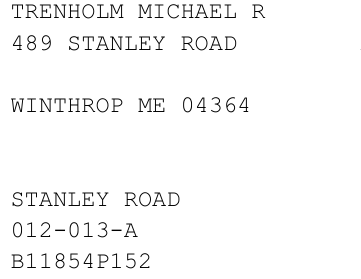 TRENHOLM MICHAEL R
489 STANLEY ROAD
WINTHROP ME 04364
STANLEY ROAD
012-013-A
B11854P152